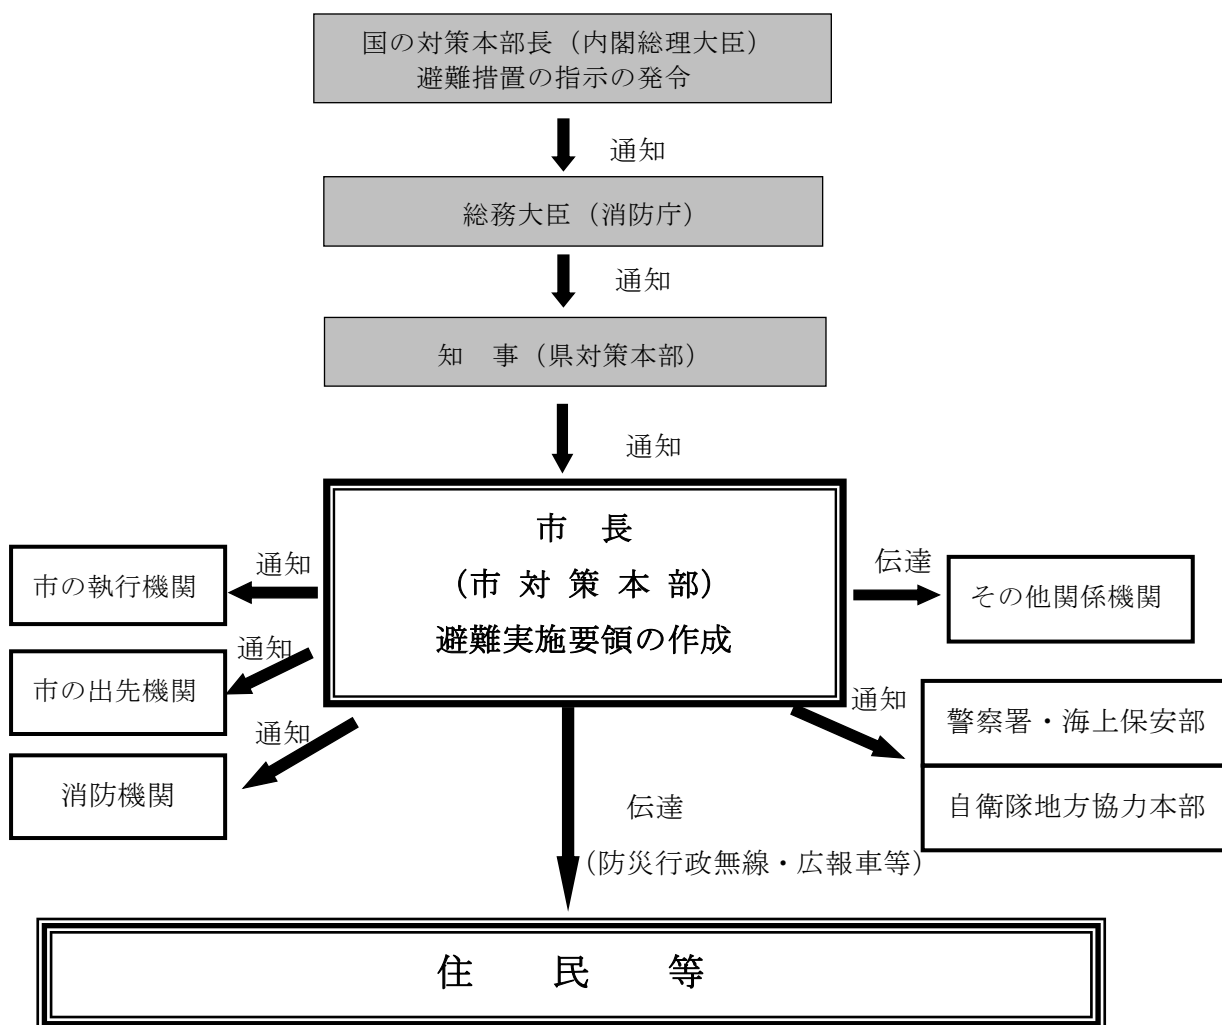 国の対策本部長（内閣総理大臣）
避難措置の指示の発令
通知
総務大臣（消防庁）
通知
知　事（県対策本部）
通知
市　長
（市 対 策 本 部）
避難実施要領の作成
通知
市の執行機関
通知
市の出先機関
通知
消防機関
伝達
その他関係機関
通知
警察署・海上保安部
自衛隊地方協力本部
伝達
（防災行政無線・広報車等）
住　民　等